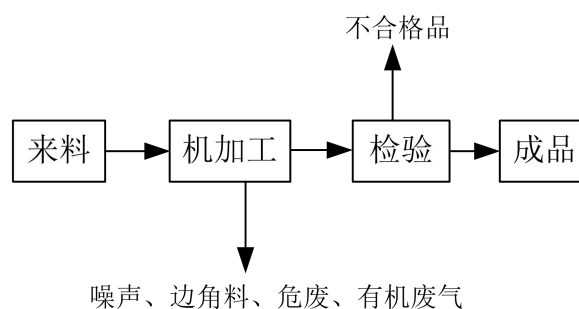 不合格品
来料
机加工
检验
成品
噪声、边角料、危废、有机废气